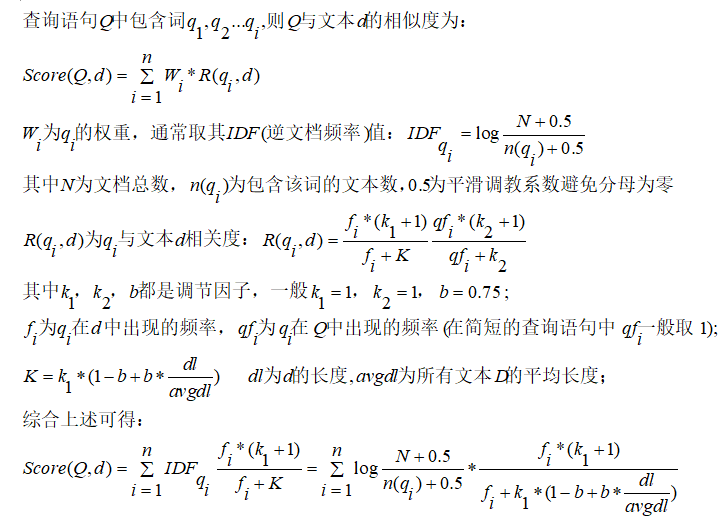 查询语句Q中包含词q₁,q₂...qᵢ,则Q与文本d的相似度为:
Score(Q,d) = ∑_{i=1}^{n} Wᵢ * R(qᵢ,d)
Wᵢ为qᵢ的权重，通常取其IDF(逆文档频率)值：IDF_{qᵢ} = log (N+0.5)/(n(qᵢ)+0.5)
其中N为文档总数，n(qᵢ)为包含该词的文本数,0.5为平滑调教系数避免分母为零
R(qᵢ,d)为qᵢ与文本d相关度：R(qᵢ,d) = (fᵢ*(k₁+1))/(fᵢ+K) (qfᵢ*(k₂+1))/(qfᵢ+k₂)
其中k₁，k₂，b都是调节因子，一般k₁=1，k₂=1，b=0.75；
fᵢ为qᵢ在d中出现的频率，qfᵢ为qᵢ在Q中出现的频率(在简短的查询语句中qfᵢ一般取1);
K = k₁*(1−b+b*dl/avgdl) dl为d的长度,avgdl为所有文本D的平均长度；
综合上述可得：
Score(Q,d) = ∑_{i=1}^{n} IDF_{qᵢ} (fᵢ*(k₁+1))/(fᵢ+K) = ∑_{i=1}^{n} log (N+0.5)/(n(qᵢ)+0.5) * (fᵢ*(k₁+1))/(fᵢ+k₁*(1−b+b*dl/avgdl))